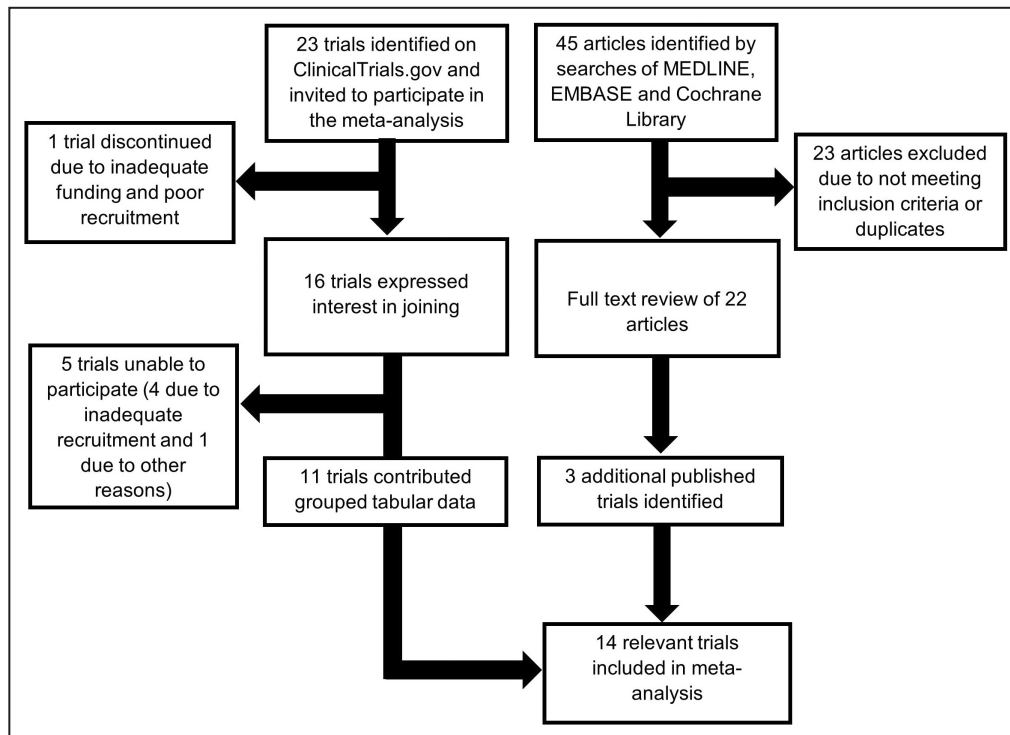 23 trials identified on
ClinicalTrials.gov and
invited to participate in
the meta-analysis
45 articles identified by
searches of MEDLINE,
EMBASE and Cochrane
Library
1 trial discontinued
due to inadequate
funding and poor
recruitment
23 articles excluded
due to not meeting
inclusion criteria or
duplicates
16 trials expressed
interest in joining
Full text review of 22
articles
5 trials unable to
participate (4 due to
inadequate
recruitment and 1
due to other
reasons)
11 trials contributed
grouped tabular data
3 additional published
trials identified
14 relevant trials
included in meta-
analysis